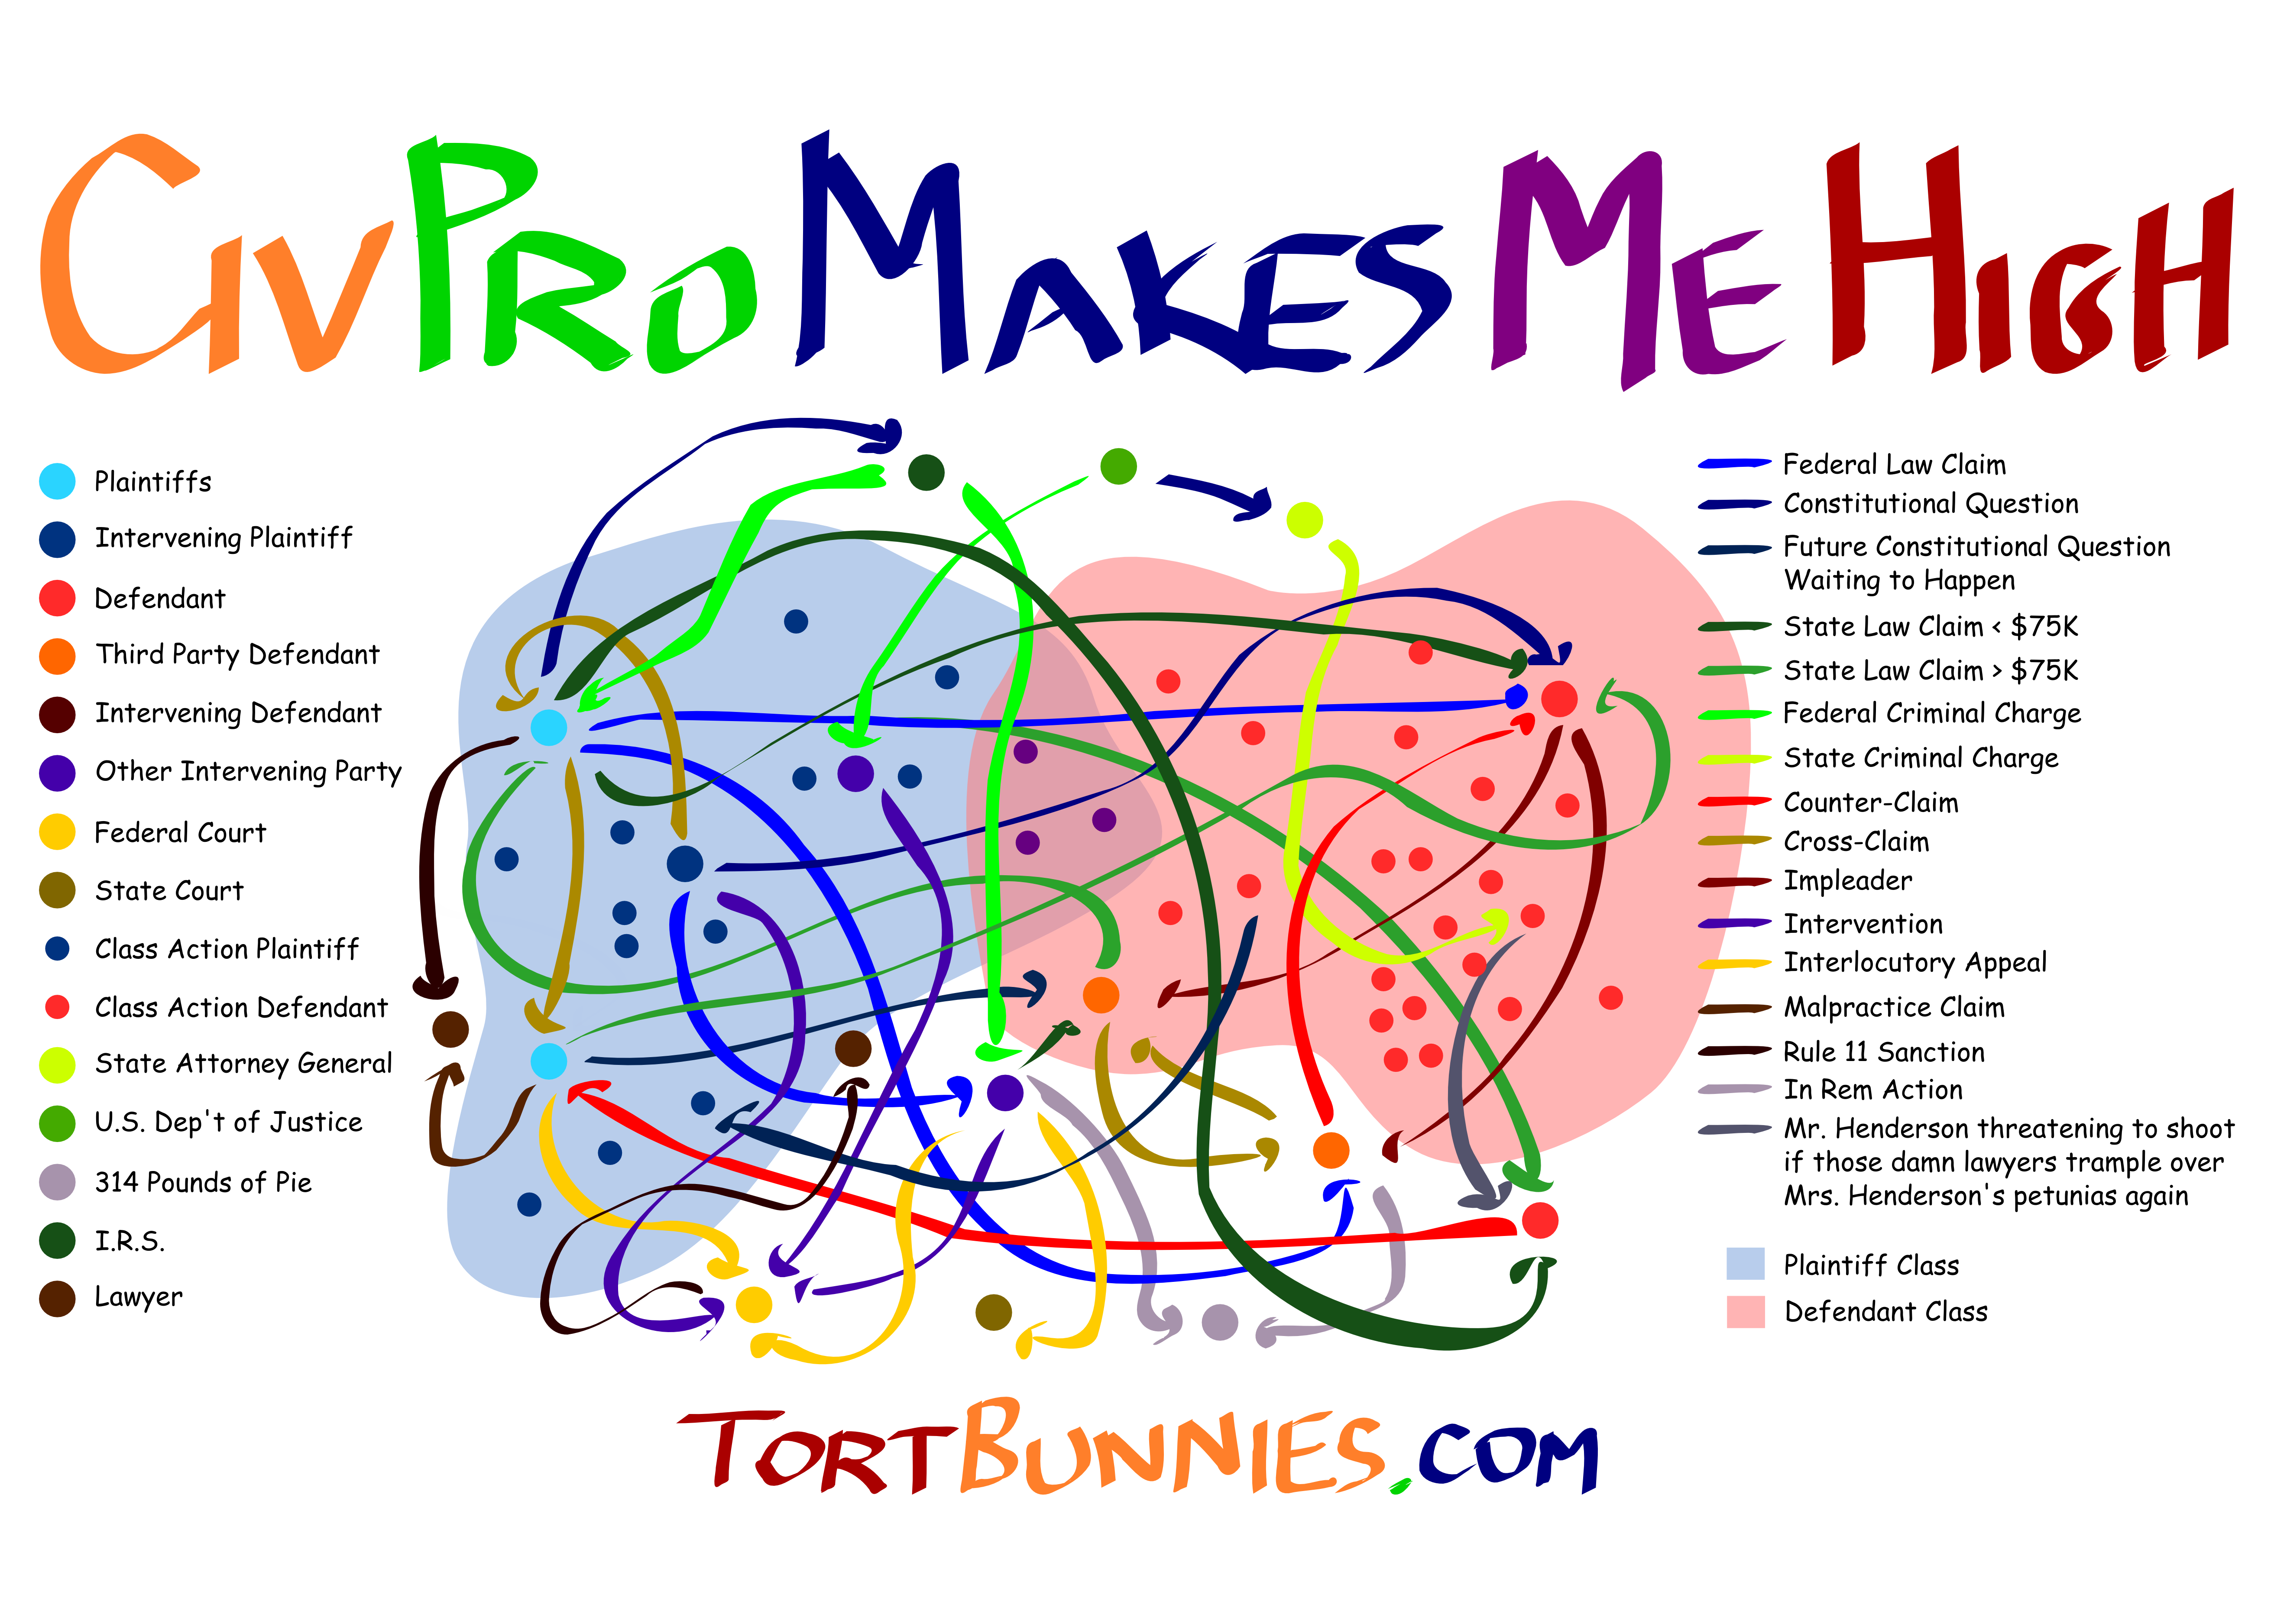 CivPro Makes Me High
Plaintiffs
Intervening Plaintiff
Defendant
Third Party Defendant
Intervening Defendant
Other Intervening Party
Federal Court
State Court
Class Action Plaintiff
Class Action Defendant
State Attorney General
U.S. Dep't of Justice
314 Pounds of Pie
I.R.S.
Lawyer
Federal Law Claim
Constitutional Question
Future Constitutional Question
Waiting to Happen
State Law Claim < $75K
State Law Claim > $75K
Federal Criminal Charge
State Criminal Charge
Counter-Claim
Cross-Claim
Impleader
Intervention
Interlocutory Appeal
Malpractice Claim
Rule 11 Sanction
In Rem Action
Mr. Henderson threatening to shoot
if those damn lawyers trample over
Mrs. Henderson's petunias again
Plaintiff Class
Defendant Class
TortBunnies.com